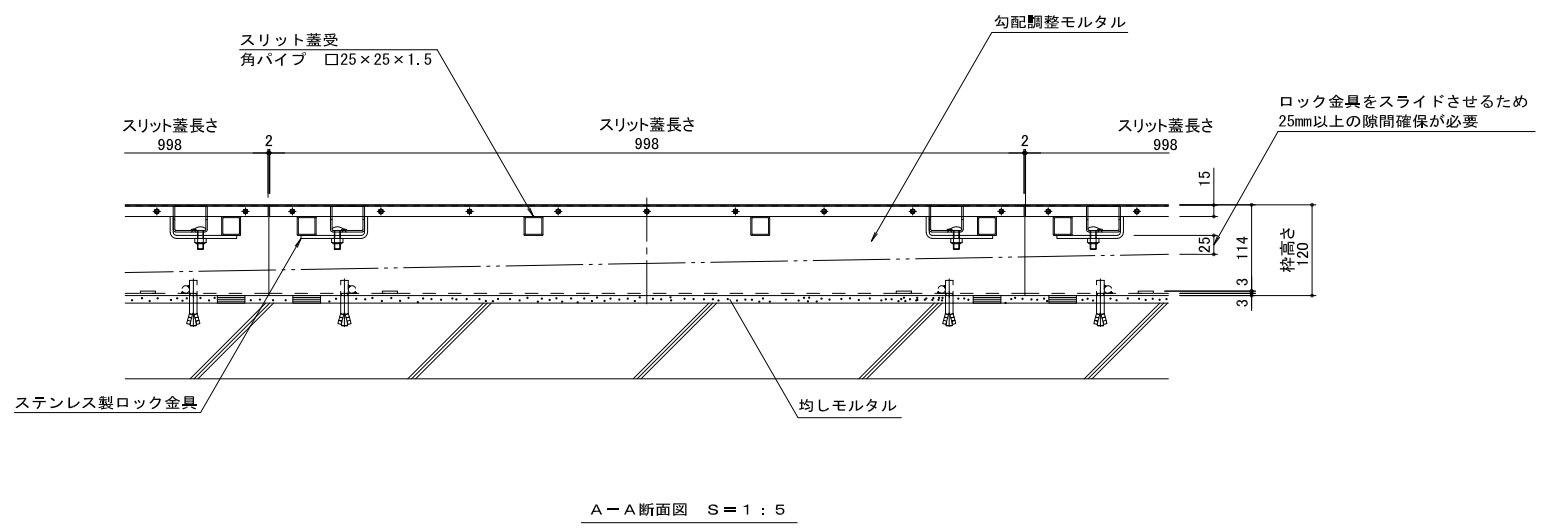 勾配調整モルタル
スリット蓋受
角パイプ　□25×25×1.5
ロック金具をスライドさせるため
25mm以上の隙間確保が必要
スリット蓋長さ
998
2
スリット蓋長さ
998
2
スリット蓋長さ
998
15
25
114
3
3
枠高さ
120
ステンレス製ロック金具
均しモルタル
A－A断面図　S＝1：5